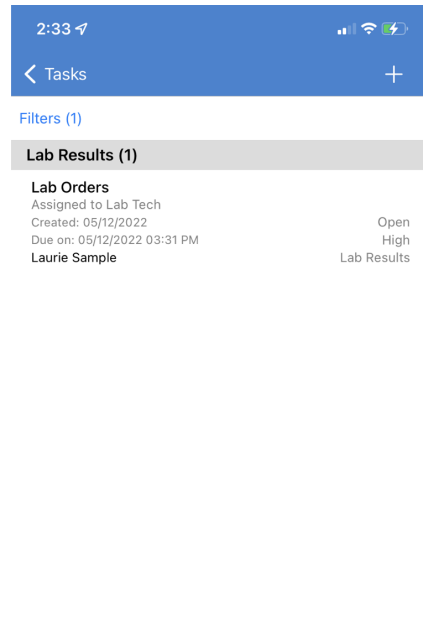 2:33
Tasks
Filters (1)
Lab Results (1)
Lab Orders
Assigned to Lab Tech
Created: 05/12/2022 Open
Due on: 05/12/2022 03:31 PM High
Laurie Sample Lab Results